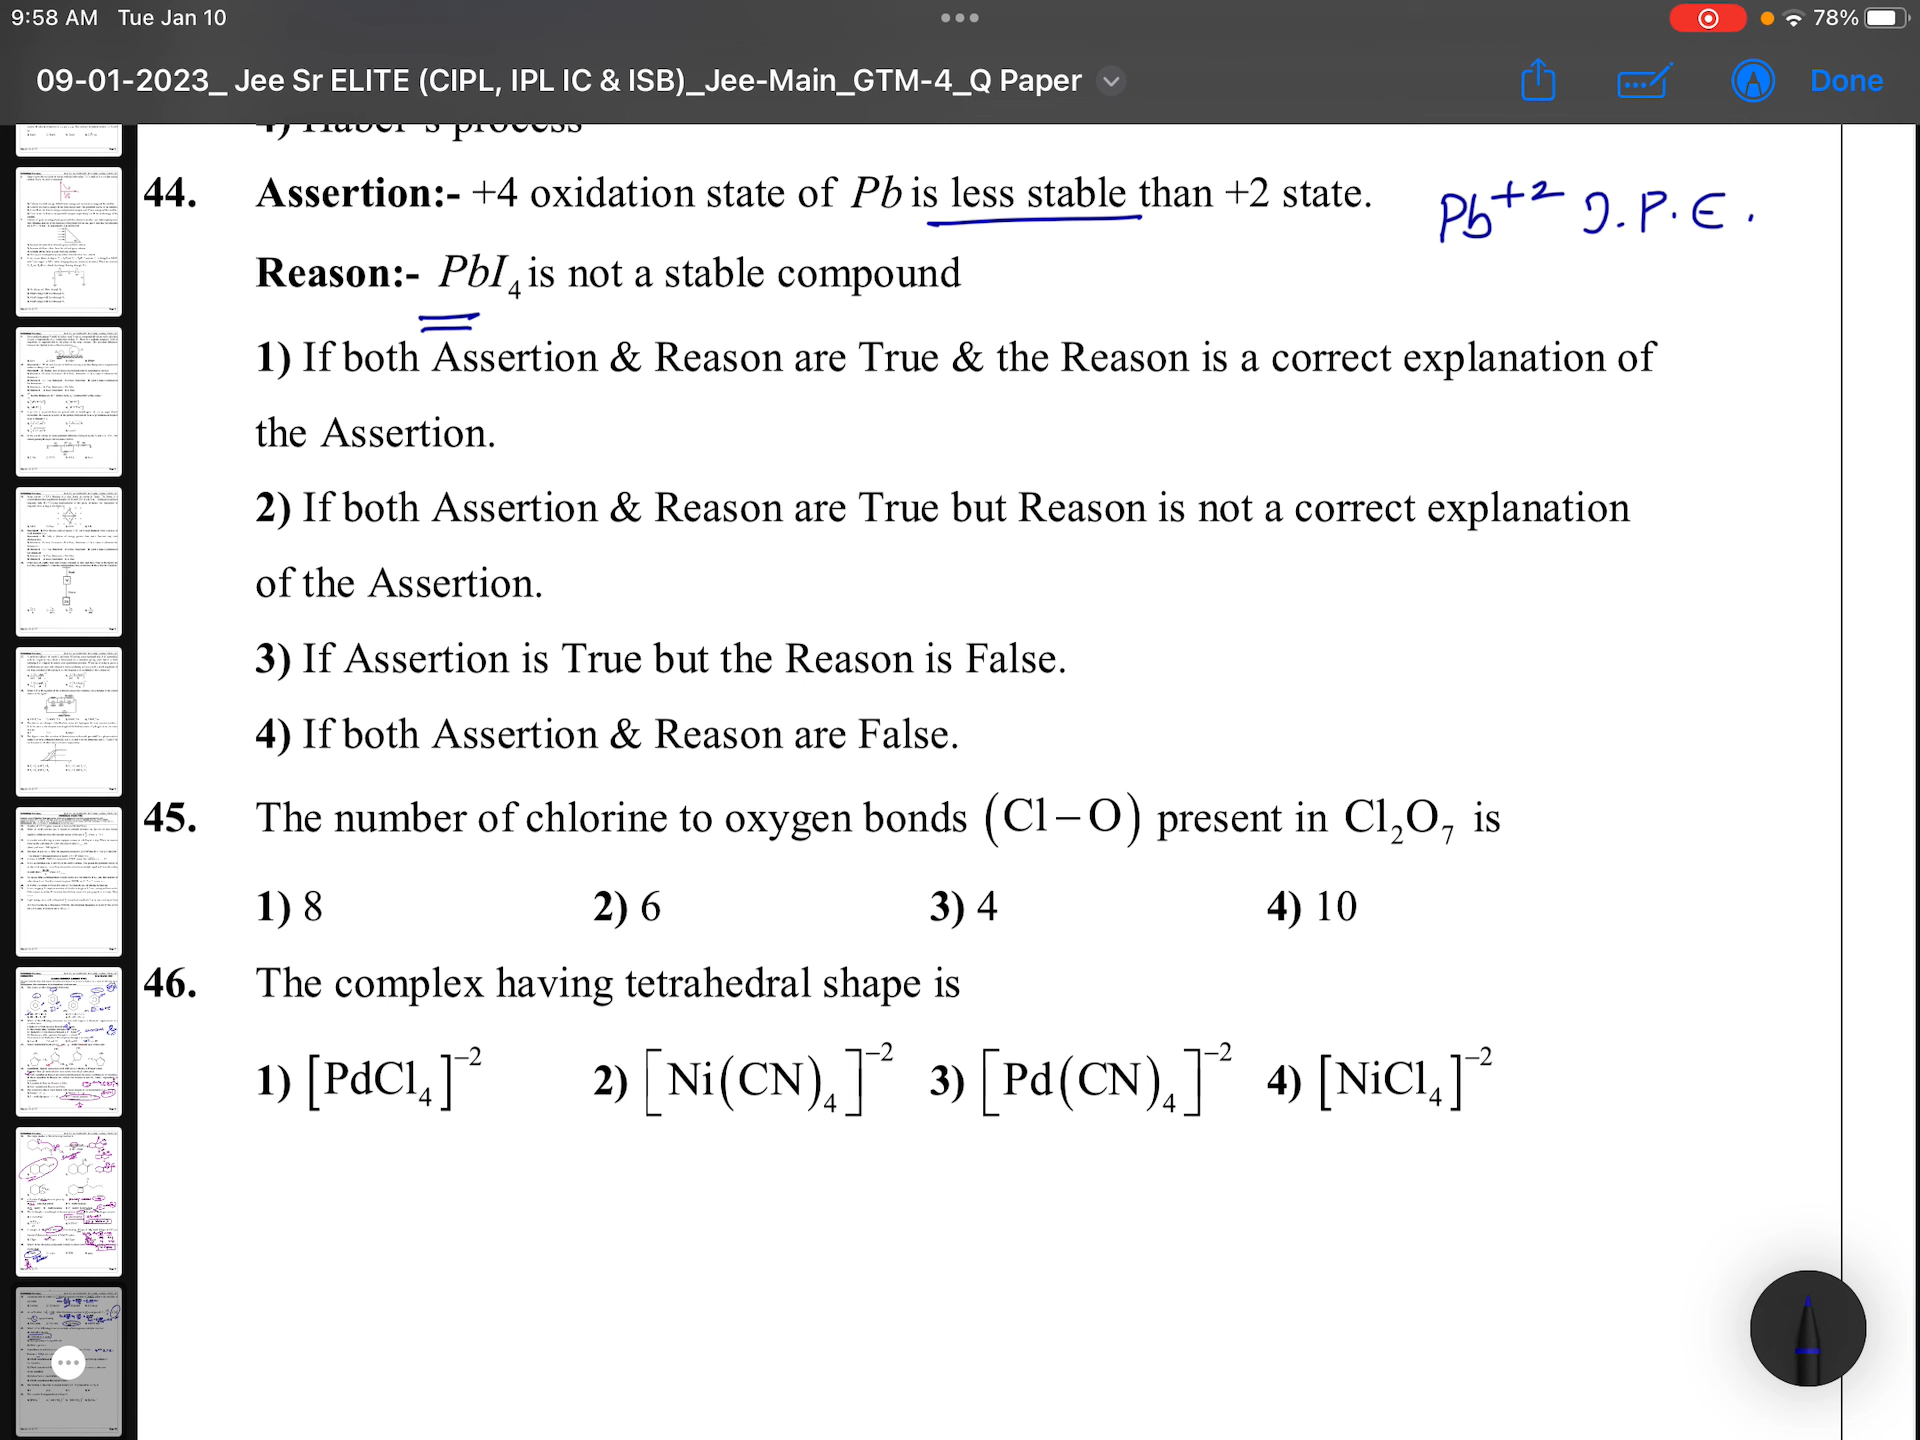 9:58 AM Tue Jan 10
78%
09-01-2023_ Jee Sr ELITE (CIPL, IPL IC & ISB)_Jee-Main_GTM-4_Q Paper
Done
4) Haber's process
44. Assertion:- +4 oxidation state of Pb is less stable than +2 state.
Pb+2 I.P.E.
Reason:- PbI₄ is not a stable compound
1) If both Assertion & Reason are True & the Reason is a correct explanation of
the Assertion.
2) If both Assertion & Reason are True but Reason is not a correct explanation
of the Assertion.
3) If Assertion is True but the Reason is False.
4) If both Assertion & Reason are False.
45. The number of chlorine to oxygen bonds (Cl–O) present in Cl₂O₇ is
1) 8 2) 6 3) 4 4) 10
46. The complex having tetrahedral shape is
1) [PdCl₄]⁻² 2) [Ni(CN)₄]⁻² 3) [Pd(CN)₄]⁻² 4) [NiCl₄]⁻²